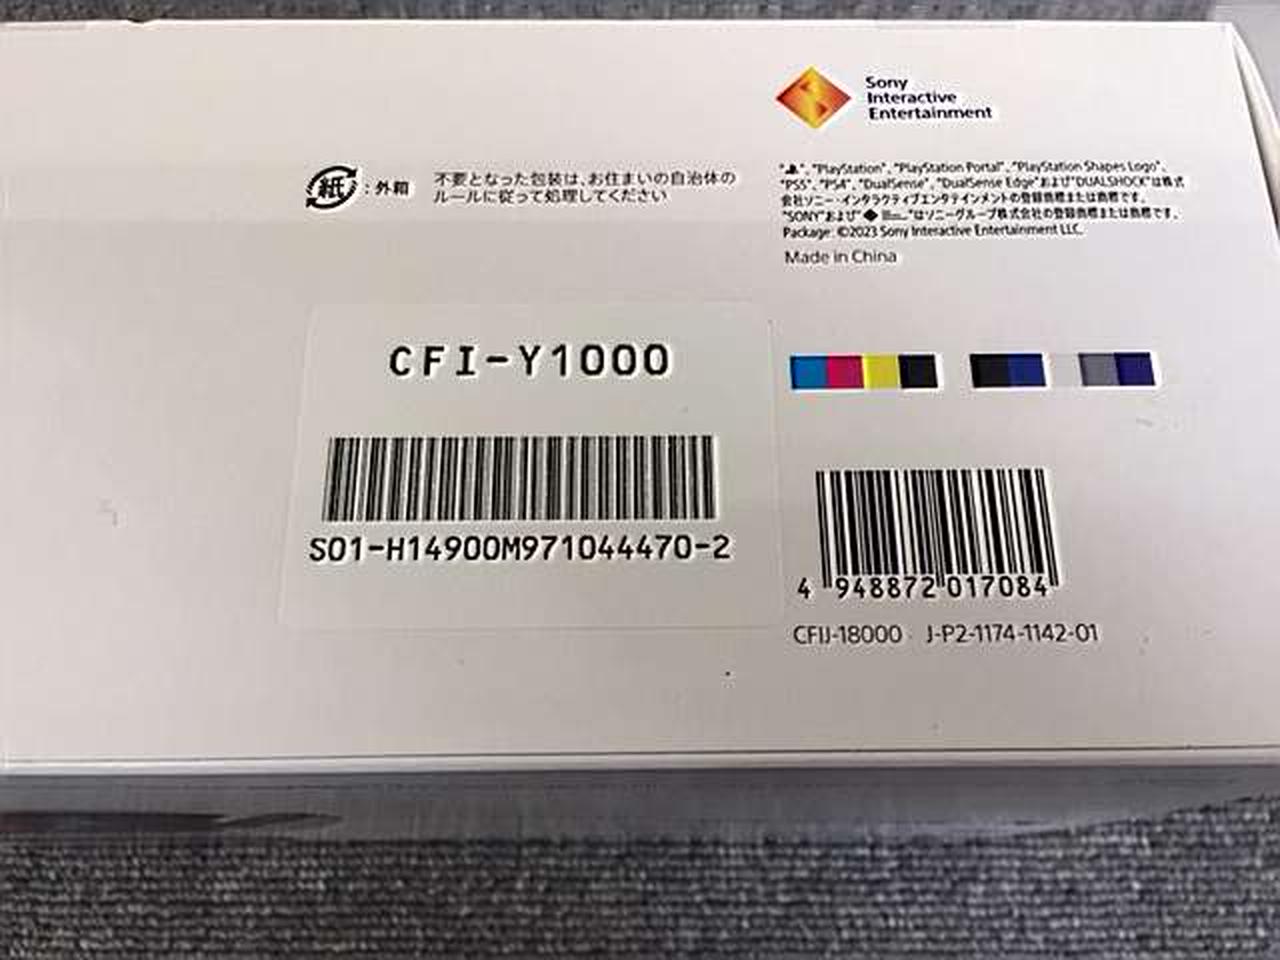 Sony
Interactive
Entertainment
紙 : 外箱
不要となった包装は、お住まいの自治体の
ルールに従って処理してください
"PlayStation", "PlayStation Portal", "PlayStation Shapes Logo",
"PS5", "PS4", "DualSense", "DualSense Edge"および"DUALSHOCK"は株式
会社ソニー・インタラクティブエンタテインメントの登録商標または商標です。
"SONY"および" "はソニーグループ株式会社の登録商標または商標です。
Package: ©2023 Sony Interactive Entertainment LLC.
Made in China
CFI-Y1000
S01-H14900M971044470-2
4 948872 017084
CFIJ-18000 J-P2-1174-1142-01